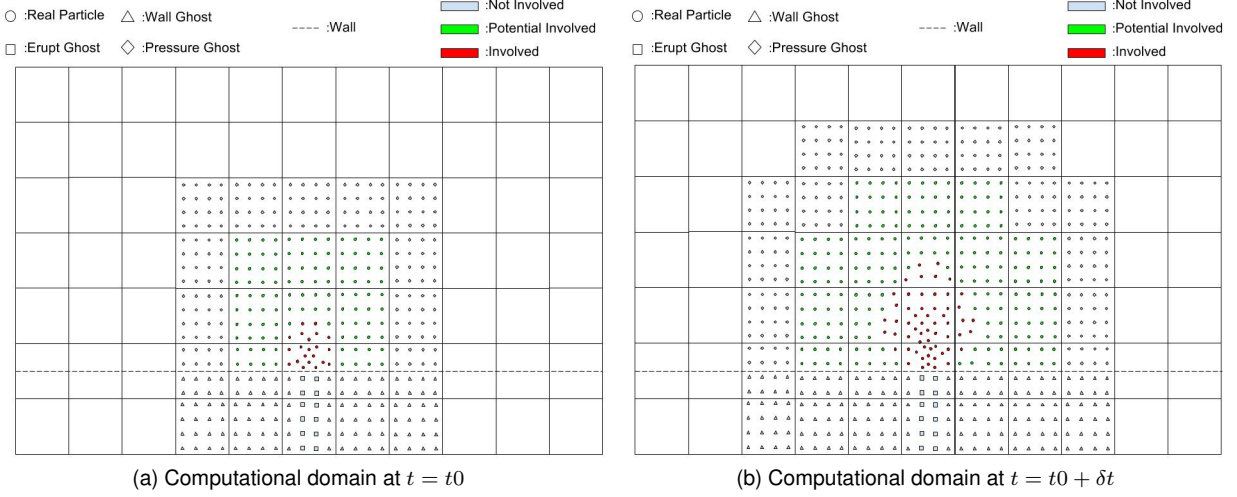 :Real Particle :Wall Ghost :Wall :Not Involved
:Potential Involved
:Erupt Ghost :Pressure Ghost :Involved
:Real Particle :Wall Ghost :Wall :Not Involved
:Potential Involved
:Erupt Ghost :Pressure Ghost :Involved
(a) Computational domain at t = t0
(b) Computational domain at t = t0 + δt